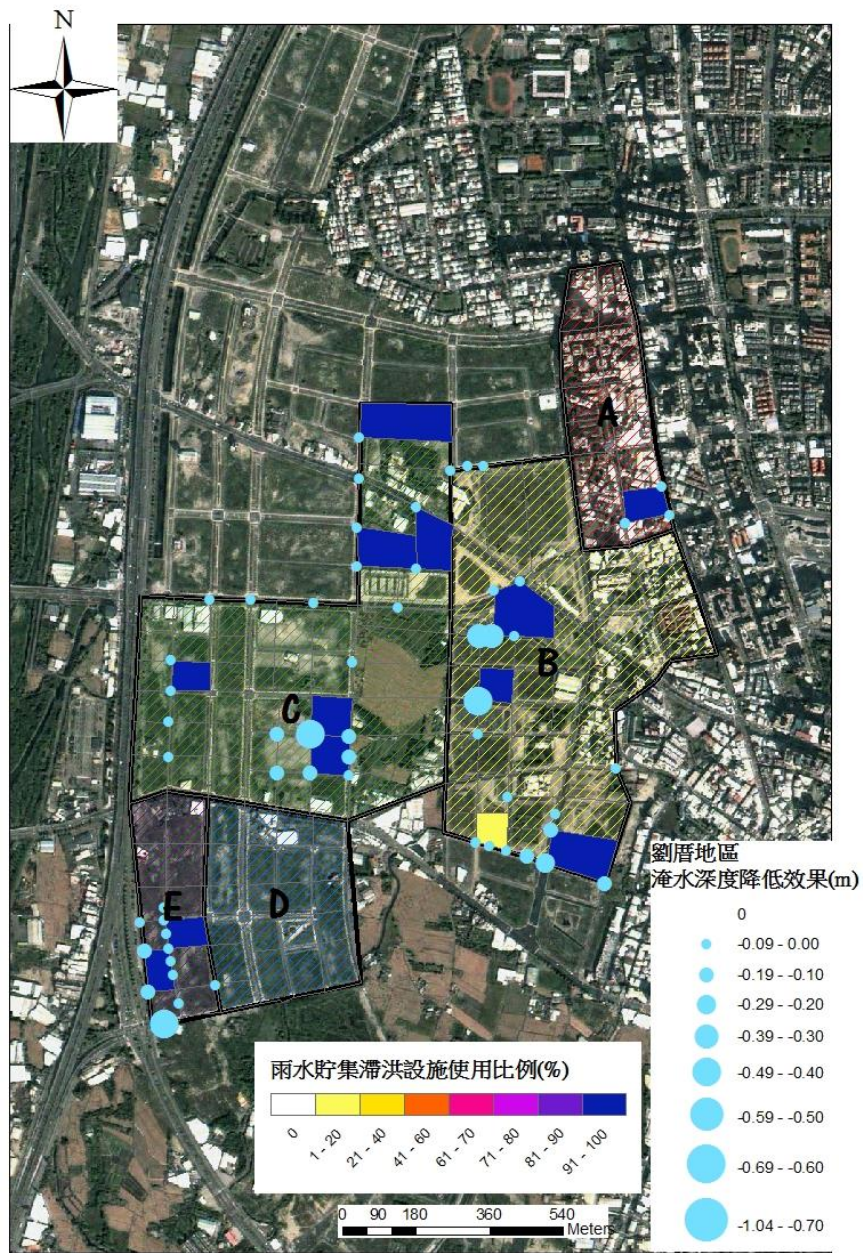 N
A
B
C
E
D
劉厝地區
淹水深度降低效果(m)
0
-0.09 - 0.00
-0.19 - -0.10
-0.29 - -0.20
-0.39 - -0.30
-0.49 - -0.40
-0.59 - -0.50
-0.69 - -0.60
-1.04 - -0.70
雨水貯集滯洪設施使用比例(%)
0
1 - 20
21 - 40
41 - 60
61 - 70
71 - 80
81 - 90
91 - 100
0 90 180 360 540
Meters